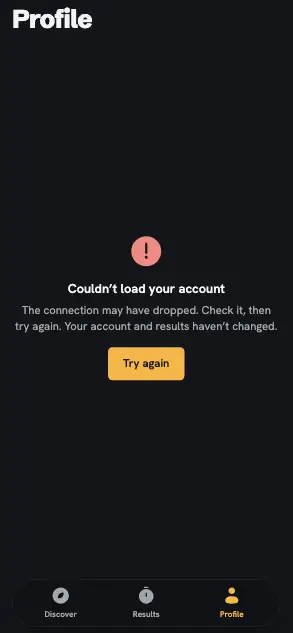 Profile
!
Couldn’t load your account
The connection may have dropped. Check it, then
try again. Your account and results haven’t changed.
Try again
Discover
Results
Profile